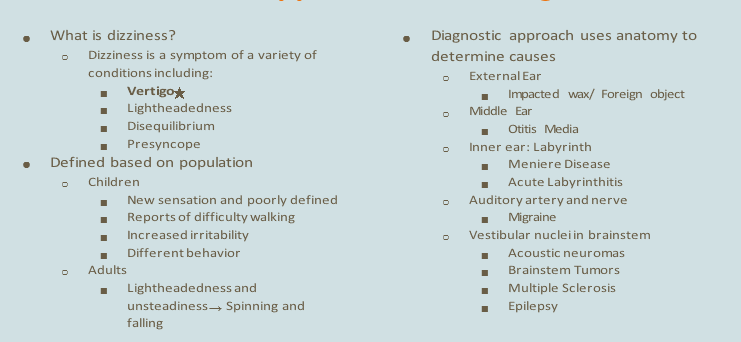 What is dizziness?
Dizziness is a symptom of a variety of
conditions including:
Vertigo★
Lightheadedness
Disequilibrium
Presyncope
Defined based on population
Children
New sensation and poorly defined
Reports of difficulty walking
Increased irritability
Different behavior
Adults
Lightheadedness and
unsteadiness→ Spinning and
falling
Diagnostic approach uses anatomy to
determine causes
External Ear
Impacted wax/ Foreign object
Middle Ear
Otitis Media
Inner ear: Labyrinth
Meniere Disease
Acute Labyrinthitis
Auditory artery and nerve
Migraine
Vestibular nuclei in brainstem
Acoustic neuromas
Brainstem Tumors
Multiple Sclerosis
Epilepsy